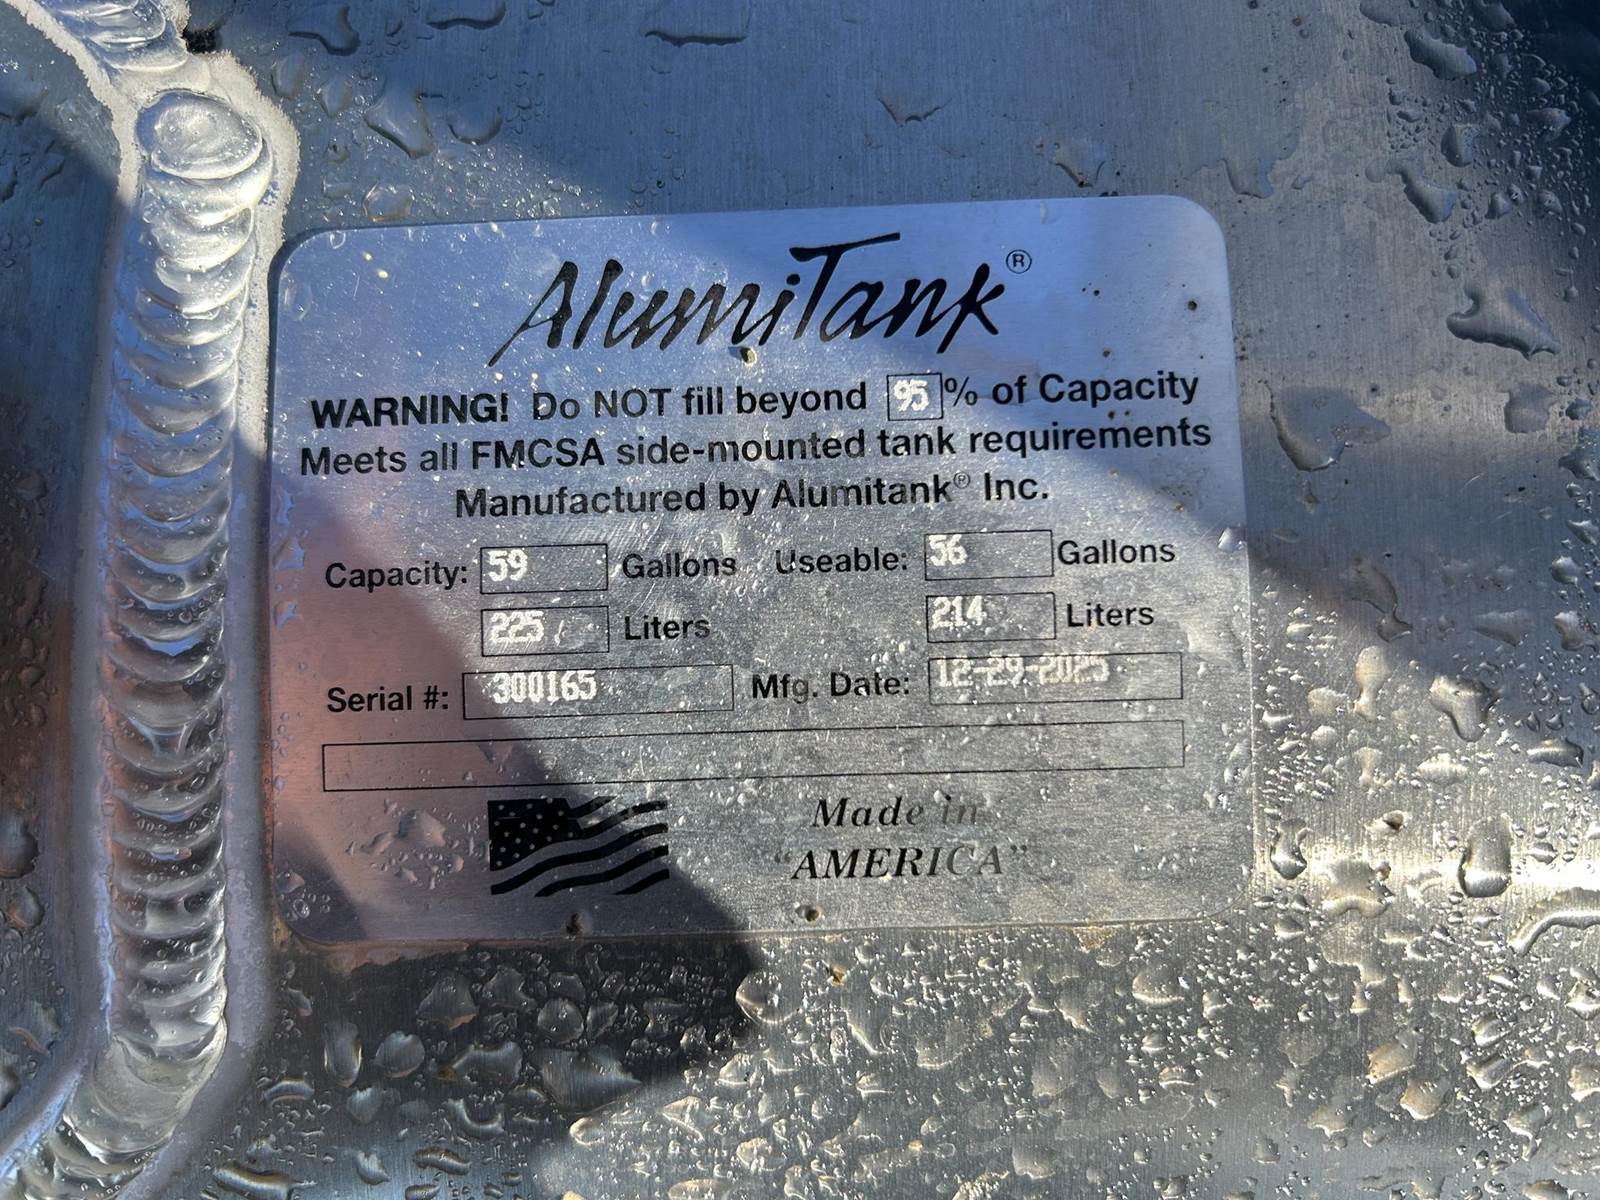 AlumiTank®
WARNING! Do NOT fill beyond 95% of Capacity
Meets all FMCSA side-mounted tank requirements
Manufactured by Alumitank® Inc.
Capacity: 59 Gallons Useable: 56 Gallons
225 Liters 214 Liters
Serial #: 300165 Mfg. Date: 12-29-2025
Made in
"AMERICA"